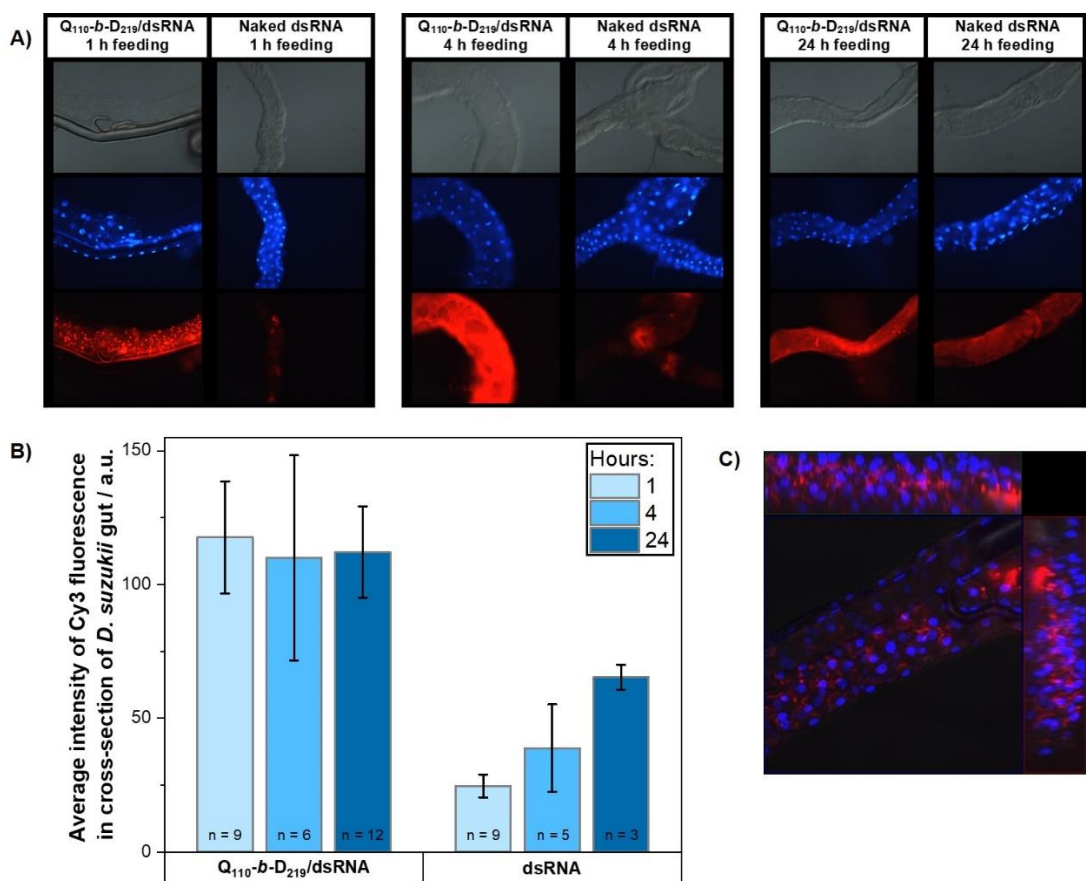 A)
Q₁₁₀-b-D₂₁₉/dsRNA
1 h feeding
Naked dsRNA
1 h feeding
Q₁₁₀-b-D₂₁₉/dsRNA
4 h feeding
Naked dsRNA
4 h feeding
Q₁₁₀-b-D₂₁₉/dsRNA
24 h feeding
Naked dsRNA
24 h feeding
B)
Average intensity of Cy3 fluorescence
in cross-section of D. suzukii gut / a.u.
150
100
50
0
Hours:
1
4
24
n = 9
n = 6
n = 12
n = 9
n = 5
n = 3
Q₁₁₀-b-D₂₁₉/dsRNA
dsRNA
C)